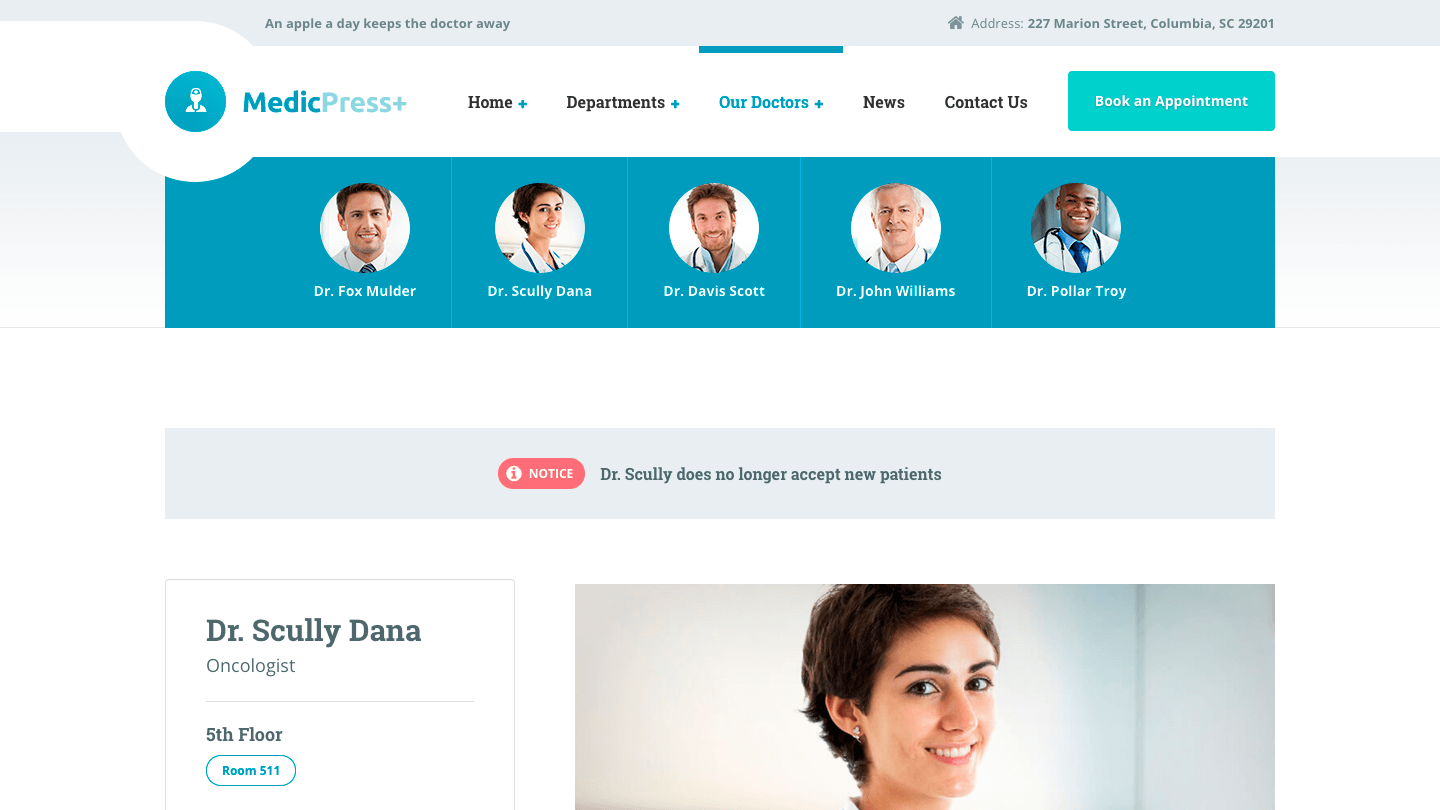 An apple a day keeps the doctor away
Address: 227 Marion Street, Columbia, SC 29201
MedicPress+
Home +
Departments +
Our Doctors +
News
Contact Us
Book an Appointment
Dr. Fox Mulder
Dr. Scully Dana
Dr. Davis Scott
Dr. John Williams
Dr. Pollar Troy
NOTICE
Dr. Scully does no longer accept new patients
Dr. Scully Dana
Oncologist
5th Floor
Room 511